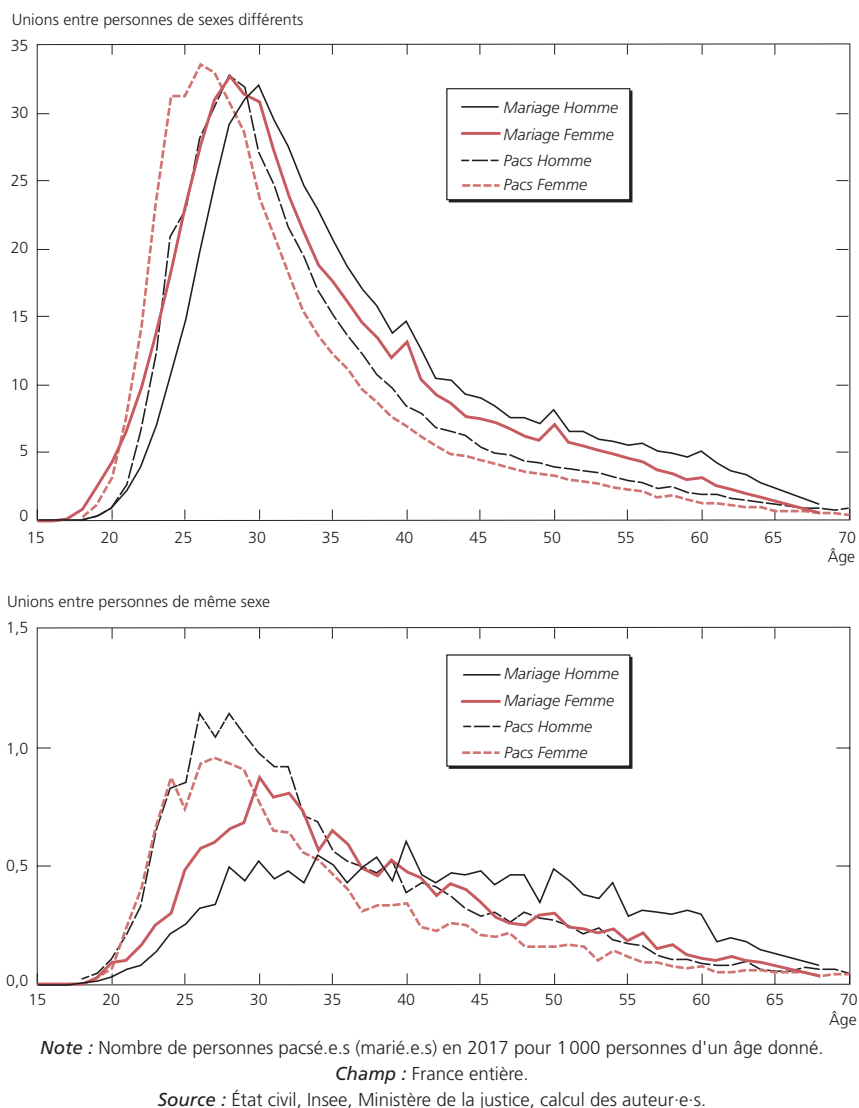 Unions entre personnes de sexes différents
35
30
25
20
15
10
5
0
Mariage Homme
Mariage Femme
Pacs Homme
Pacs Femme
15 20 25 30 35 40 45 50 55 60 65 70
Âge
Unions entre personnes de même sexe
1,5
1,0
0,5
0,0
Mariage Homme
Mariage Femme
Pacs Homme
Pacs Femme
15 20 25 30 35 40 45 50 55 60 65 70
Âge
Note : Nombre de personnes pacsé.e.s (marié.e.s) en 2017 pour 1 000 personnes d'un âge donné.
Champ : France entière.
Source : État civil, Insee, Ministère de la justice, calcul des auteur·e·s.